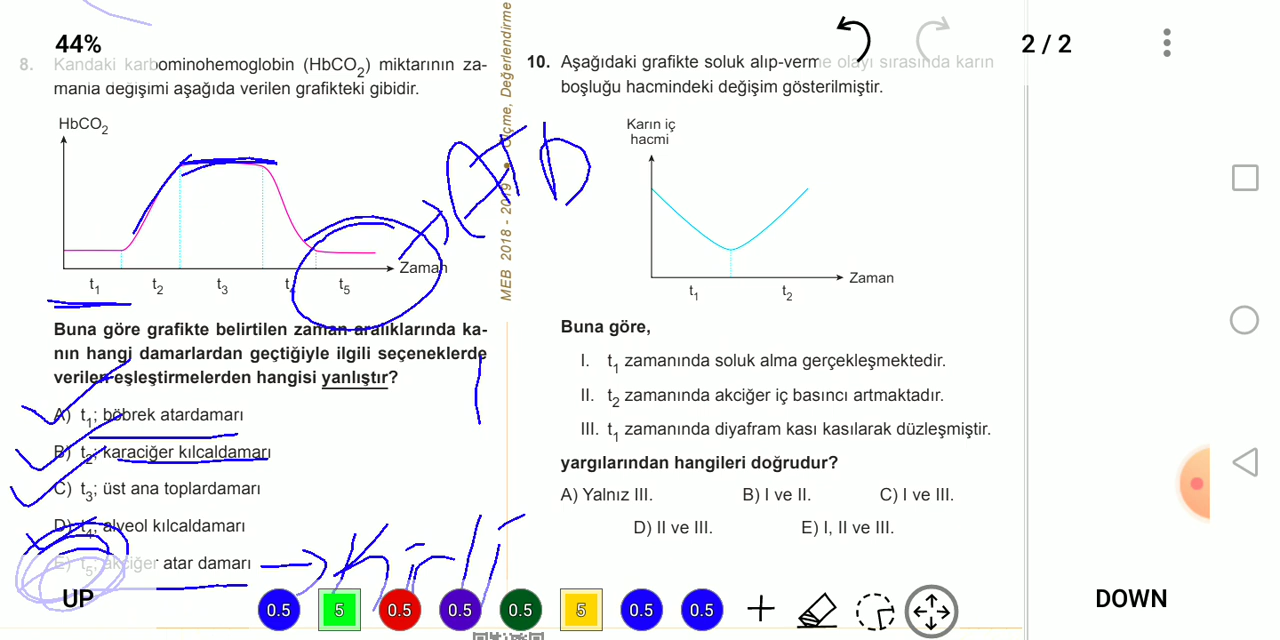 44%
2 / 2
8. Kandaki karbominohemoglobin (HbCO2) miktarının za-
manla değişimi aşağıda verilen grafikteki gibidir.
HbCO2
Zaman
t1 t2 t3 t5
Buna göre grafikte belirtilen zaman aralıklarında ka-
nın hangi damarlardan geçtiğiyle ilgili seçeneklerde
verilen eşleştirmelerden hangisi yanlıştır?
A) t1; böbrek atardamarı
B) t2; karaciğer kılcaldamarı
C) t3; üst ana toplardamarı
D) t4; alveol kılcaldamarı
E) t5; akciğer atar damarı
kirli
MEB 2018 - 2019 ● Ölçme, Değerlendirme
10. Aşağıdaki grafikte soluk alıp-verme olayı sırasında karın
boşluğu hacmindeki değişim gösterilmiştir.
Karın iç
hacmi
Zaman
t1 t2
Buna göre,
I. t1 zamanında soluk alma gerçekleşmektedir.
II. t2 zamanında akciğer iç basıncı artmaktadır.
III. t1 zamanında diyafram kası kasılarak düzleşmiştir.
yargılarından hangileri doğrudur?
A) Yalnız III. B) I ve II. C) I ve III.
D) II ve III. E) I, II ve III.
UP
0.5 5 0.5 0.5 0.5 5 0.5 0.5
DOWN